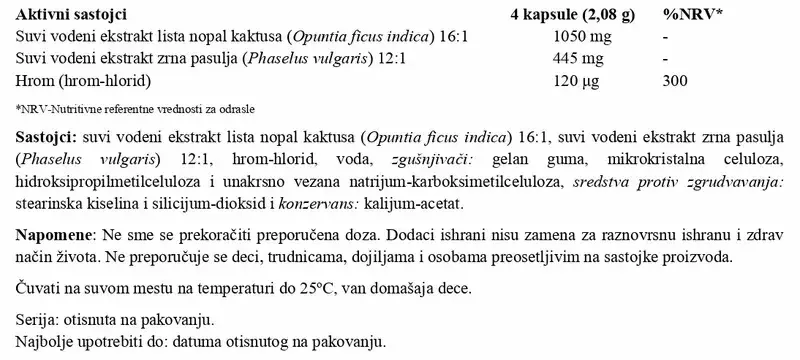 Aktivni sastojci 4 kapsule (2,08 g) %NRV*
Suvi vodeni ekstrakt lista nopal kaktusa (Opuntia ficus indica) 16:1 1050 mg -
Suvi vodeni ekstrakt zrna pasulja (Phaselus vulgaris) 12:1 445 mg -
Hrom (hrom-hlorid) 120 µg 300
*NRV-Nutritivne referentne vrednosti za odrasle
Sastojci: suvi vodeni ekstrakt lista nopal kaktusa (Opuntia ficus indica) 16:1, suvi vodeni ekstrakt zrna pasulja
(Phaselus vulgaris) 12:1, hrom-hlorid, voda, zgušnjivači: gelan guma, mikrokristalna celuloza,
hidroksipropilmetilceluloza i unakrsno vezana natrijum-karboksimetilceluloza, sredstva protiv zgrudvavanja:
stearinska kiselina i silicijum-dioksid i konzervans: kalijum-acetat.
Napomene: Ne sme se prekoračiti preporučena doza. Dodaci ishrani nisu zamena za raznovrsnu ishranu i zdrav
način života. Ne preporučuje se deci, trudnicama, dojiljama i osobama preosetljivim na sastojke proizvoda.
Čuvati na suvom mestu na temperaturi do 25°C, van domašaja dece.
Serija: otisnuta na pakovanju.
Najbolje upotrebiti do: datuma otisnutog na pakovanju.